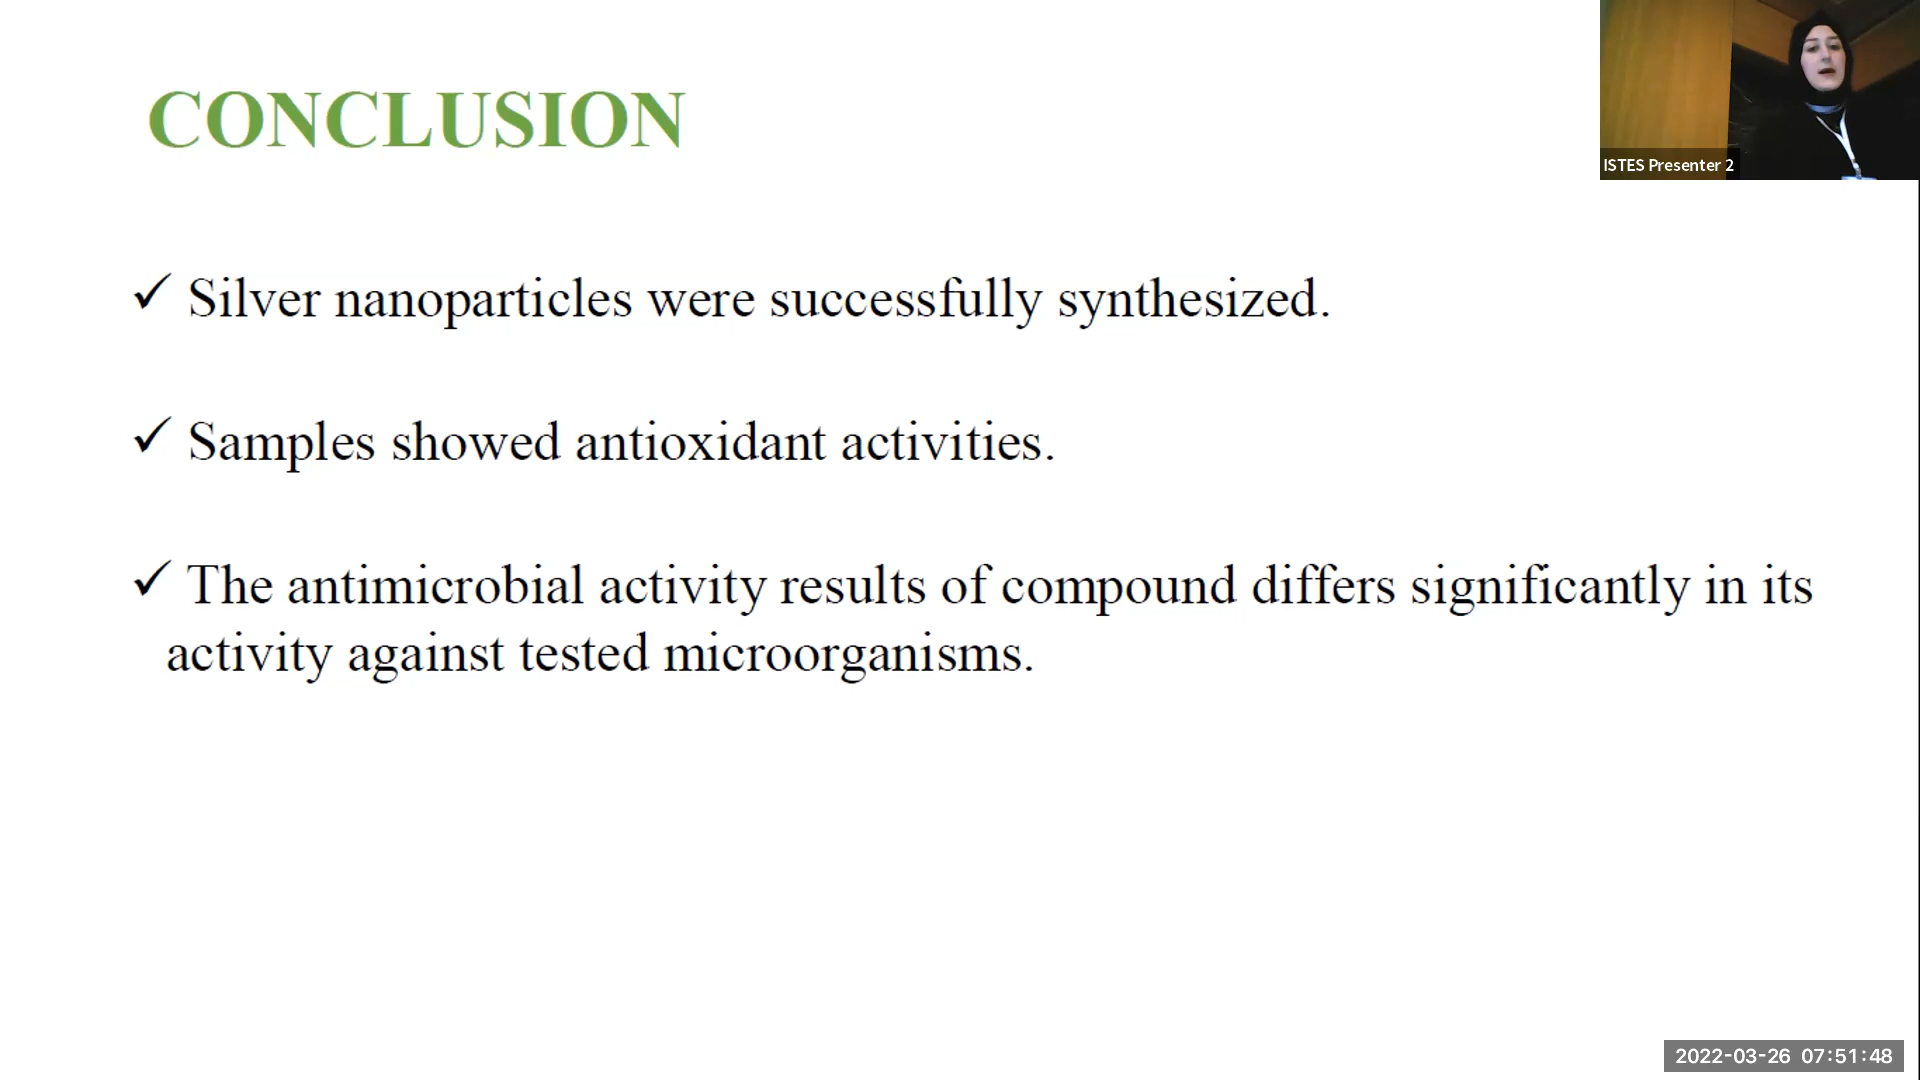 CONCLUSION
ISTES Presenter 2
✓ Silver nanoparticles were successfully synthesized.
✓ Samples showed antioxidant activities.
✓ The antimicrobial activity results of compound differs significantly in its
activity against tested microorganisms.
2022-03-26 07:51:48